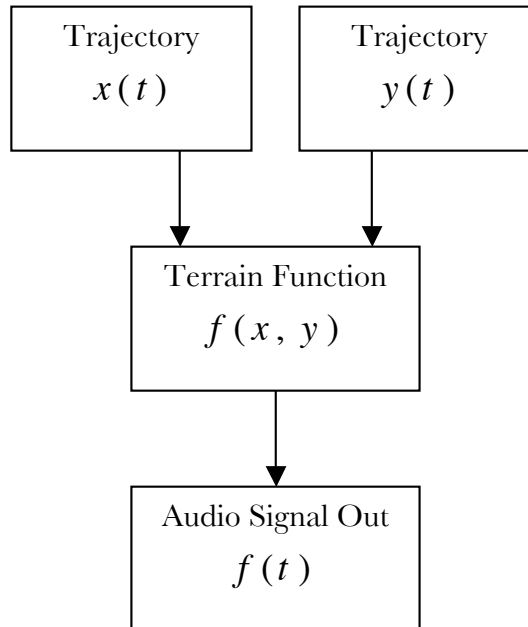 Trajectory
x(t)
Trajectory
y(t)
Terrain Function
f(x, y)
Audio Signal Out
f(t)